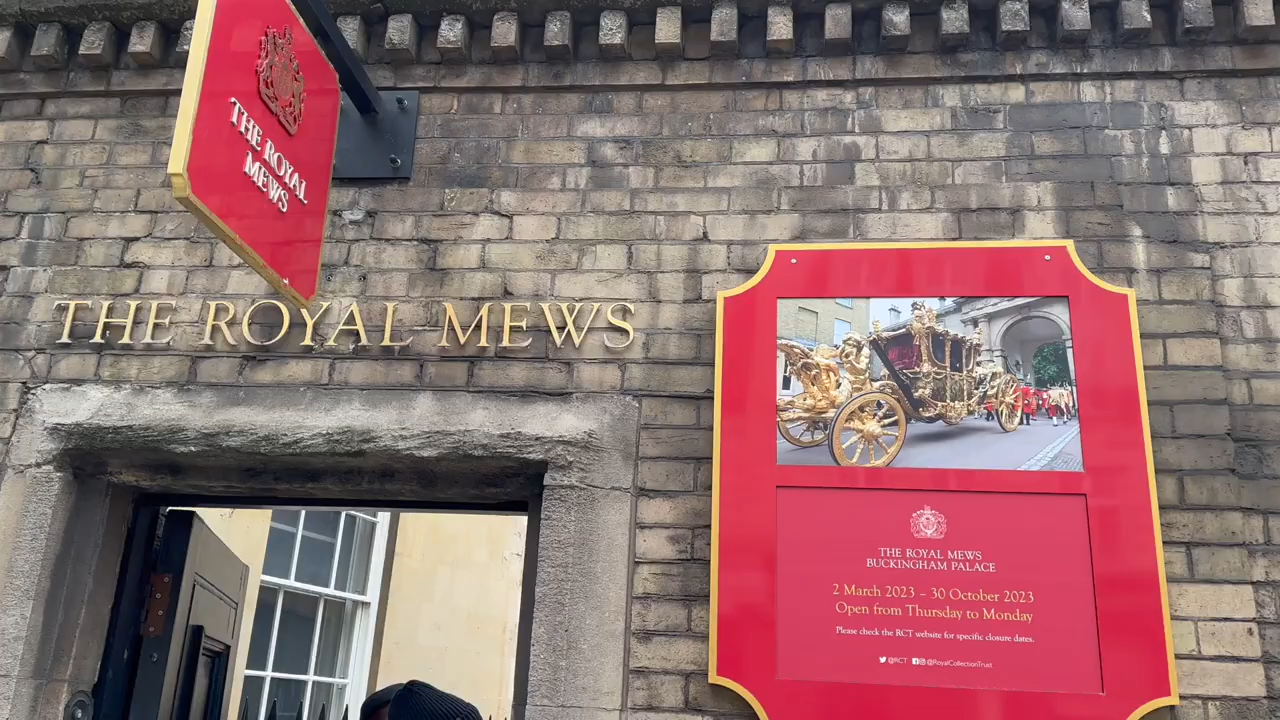 THE ROYAL
MEWS
THE ROYAL MEWS
THE ROYAL MEWS
BUCKINGHAM PALACE
2 March 2023 – 30 October 2023
Open from Thursday to Monday
Please check the RCT website for specific closure dates.
@RCT @RoyalCollectionTrust